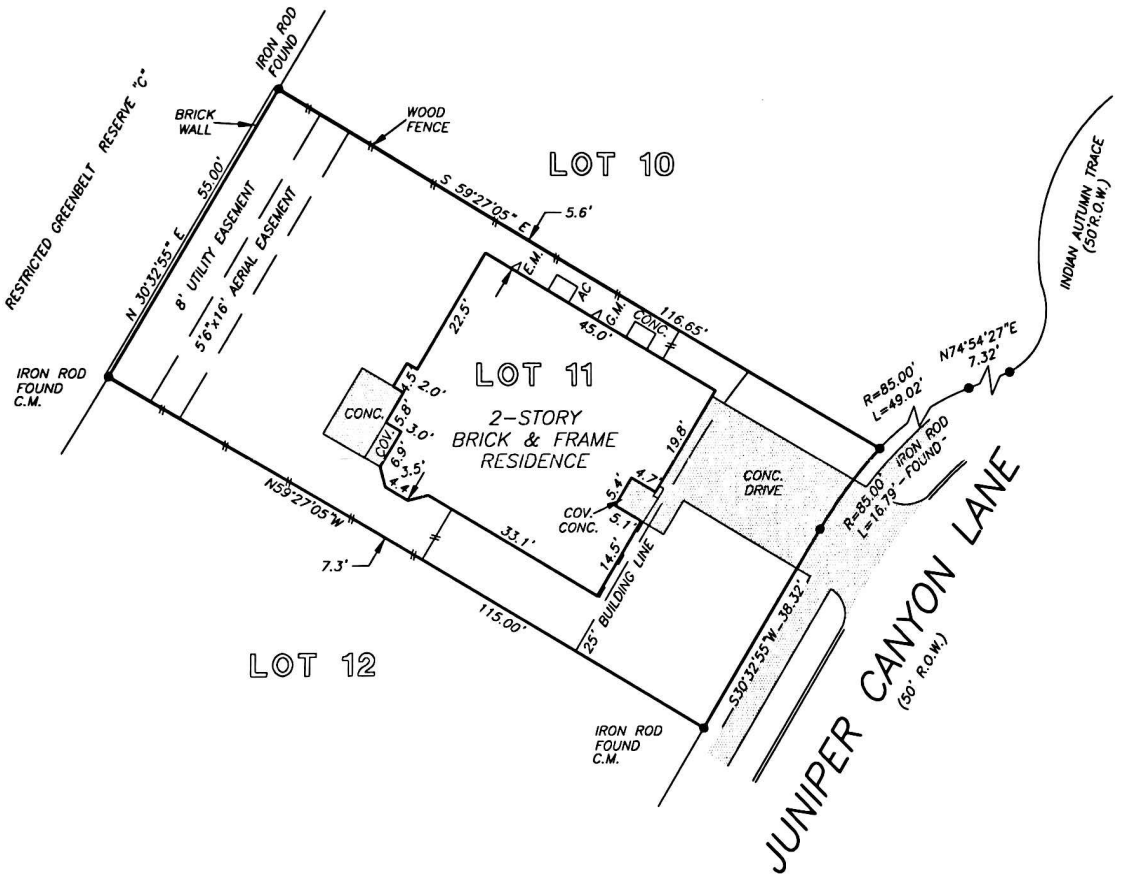 IRON ROD
FOUND
RESTRICTED GREENBELT RESERVE "C"
BRICK
WALL
WOOD
FENCE
LOT 10
S 59°27'05" E
5.6'
116.65'
N 30°32'55" E
55.00'
8' UTILITY EASEMENT
5'6"x16' AERIAL EASEMENT
INDIAN AUTUMN TRACE
(50'R.O.W.)
E.M.
AC
G.M.
CONC.
45.0'
22.5'
N74°54'27"E
7.32'
R=85.00'
L=49.02'
IRON ROD
FOUND
C.M.
LOT 11
2-STORY
BRICK & FRAME
RESIDENCE
4.5'
2.0'
5.8'
3.0'
CONC.
COV.
6.9'
3.5'
4.4'
19.8'
4.7'
5.4'
COV.
CONC.
5.1'
14.5'
33.1'
CONC.
DRIVE
IRON ROD
-FOUND-
R=85.00'
L=16.79'
N59°27'05"W
7.3'
115.00'
25' BUILDING LINE
S30°32'55"W-38.32'
LOT 12
IRON ROD
FOUND
C.M.
JUNIPER CANYON LANE
(50' R.O.W.)